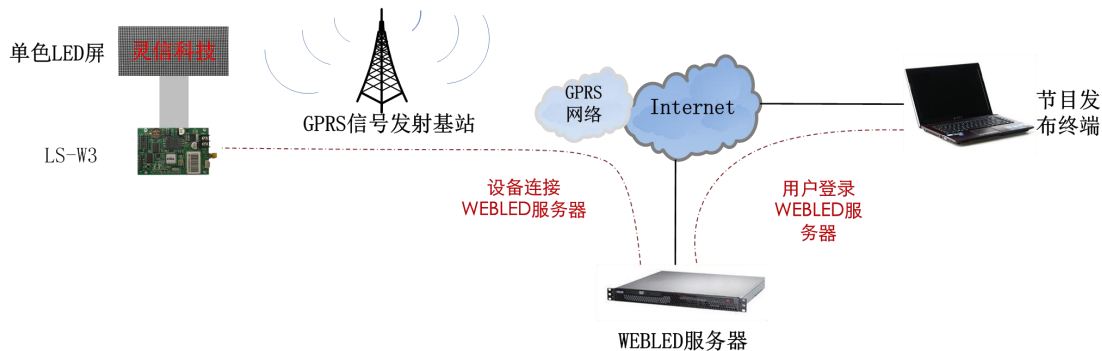 单色LED屏
灵信科技
LS-W3
GPRS信号发射基站
GPRS
网络
Internet
节目发
布终端
设备连接
WEBLED服务器
用户登录
WEBLED服
务器
WEBLED服务器